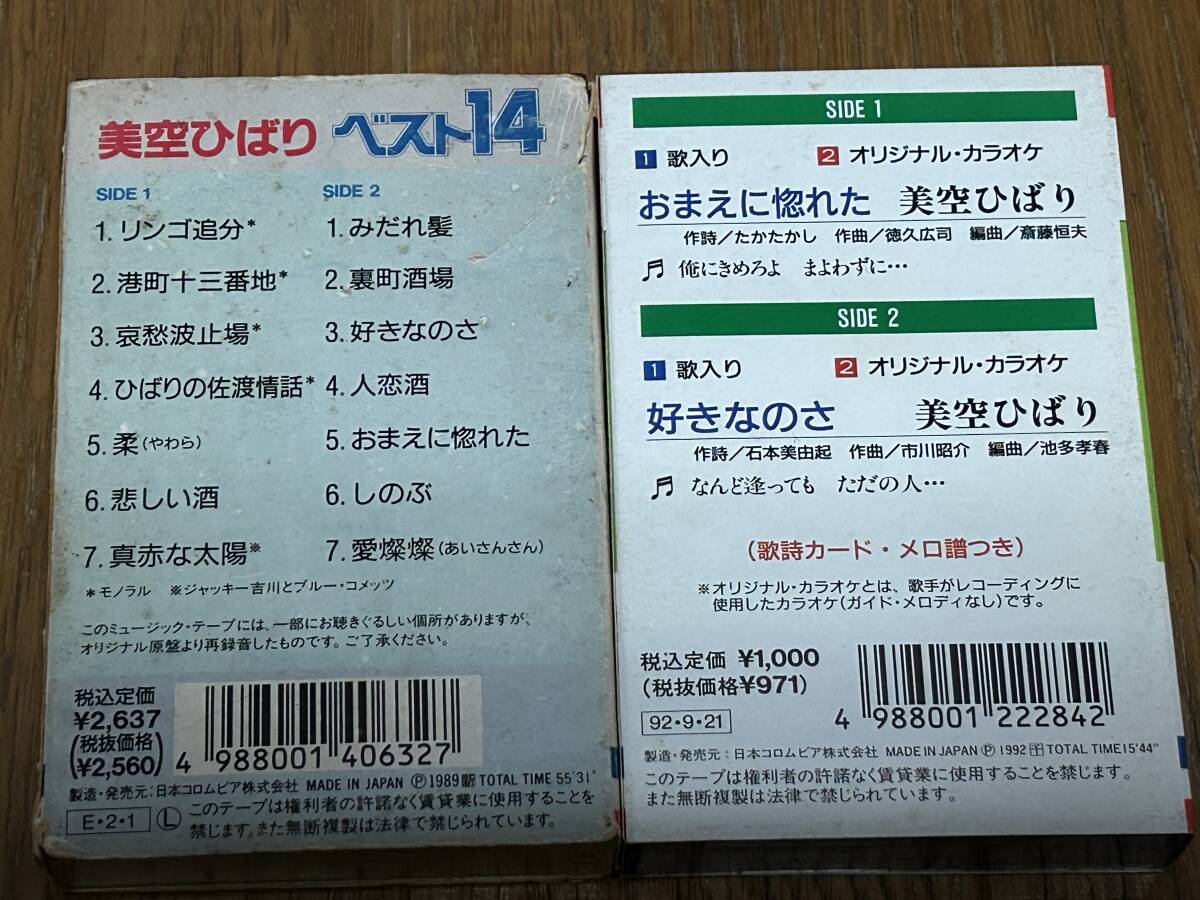 美空ひばり ベスト14
SIDE 1
1.リンゴ追分*
2.港町十三番地*
3.哀愁波止場*
4.ひばりの佐渡情話*
5.柔(やわら)
6.悲しい酒
7.真赤な太陽※
SIDE 2
1.みだれ髪
2.裏町酒場
3.好きなのさ
4.人恋酒
5.おまえに惚れた
6.しのぶ
7.愛燦燦(あいさんさん)
*モノラル ※ジャッキー吉川とブルー・コメッツ
このミュージック・テープには、一部にお聴きぐるしい個所がありますが、
オリジナル原盤より再録音したものです。ご了承ください。
税込定価
¥2,637
(税抜価格
¥2,560)
4 988001 406327
製造・発売元:日本コロムビア株式会社 MADE IN JAPAN Ⓟ 1989 TOTAL TIME 55'31"
E・2・1 Ⓛ
このテープは権利者の許諾なく賃貸業に使用することを
禁じます。また無断複製は法律で禁じられています。
SIDE 1
1 歌入り 2 オリジナル・カラオケ
おまえに惚れた 美空ひばり
作詩/たかたかし 作曲/徳久広司 編曲/斎藤恒夫
♬ 俺にきめろよ まよわずに…
SIDE 2
1 歌入り 2 オリジナル・カラオケ
好きなのさ 美空ひばり
作詩/石本美由起 作曲/市川昭介 編曲/池多孝春
♬ なんど逢っても ただの人…
(歌詩カード・メロ譜つき)
※オリジナル・カラオケとは、歌手がレコーディングに
使用したカラオケ(ガイド・メロディなし)です。
税込定価 ¥1,000
(税抜価格¥971)
92・9・21
4 988001 222842
製造・発売元:日本コロムビア株式会社 MADE IN JAPAN Ⓟ 1992 TOTAL TIME 15'44"
このテープは権利者の許諾なく賃貸業に使用することを禁じます。
また無断複製は法律で禁じられています。